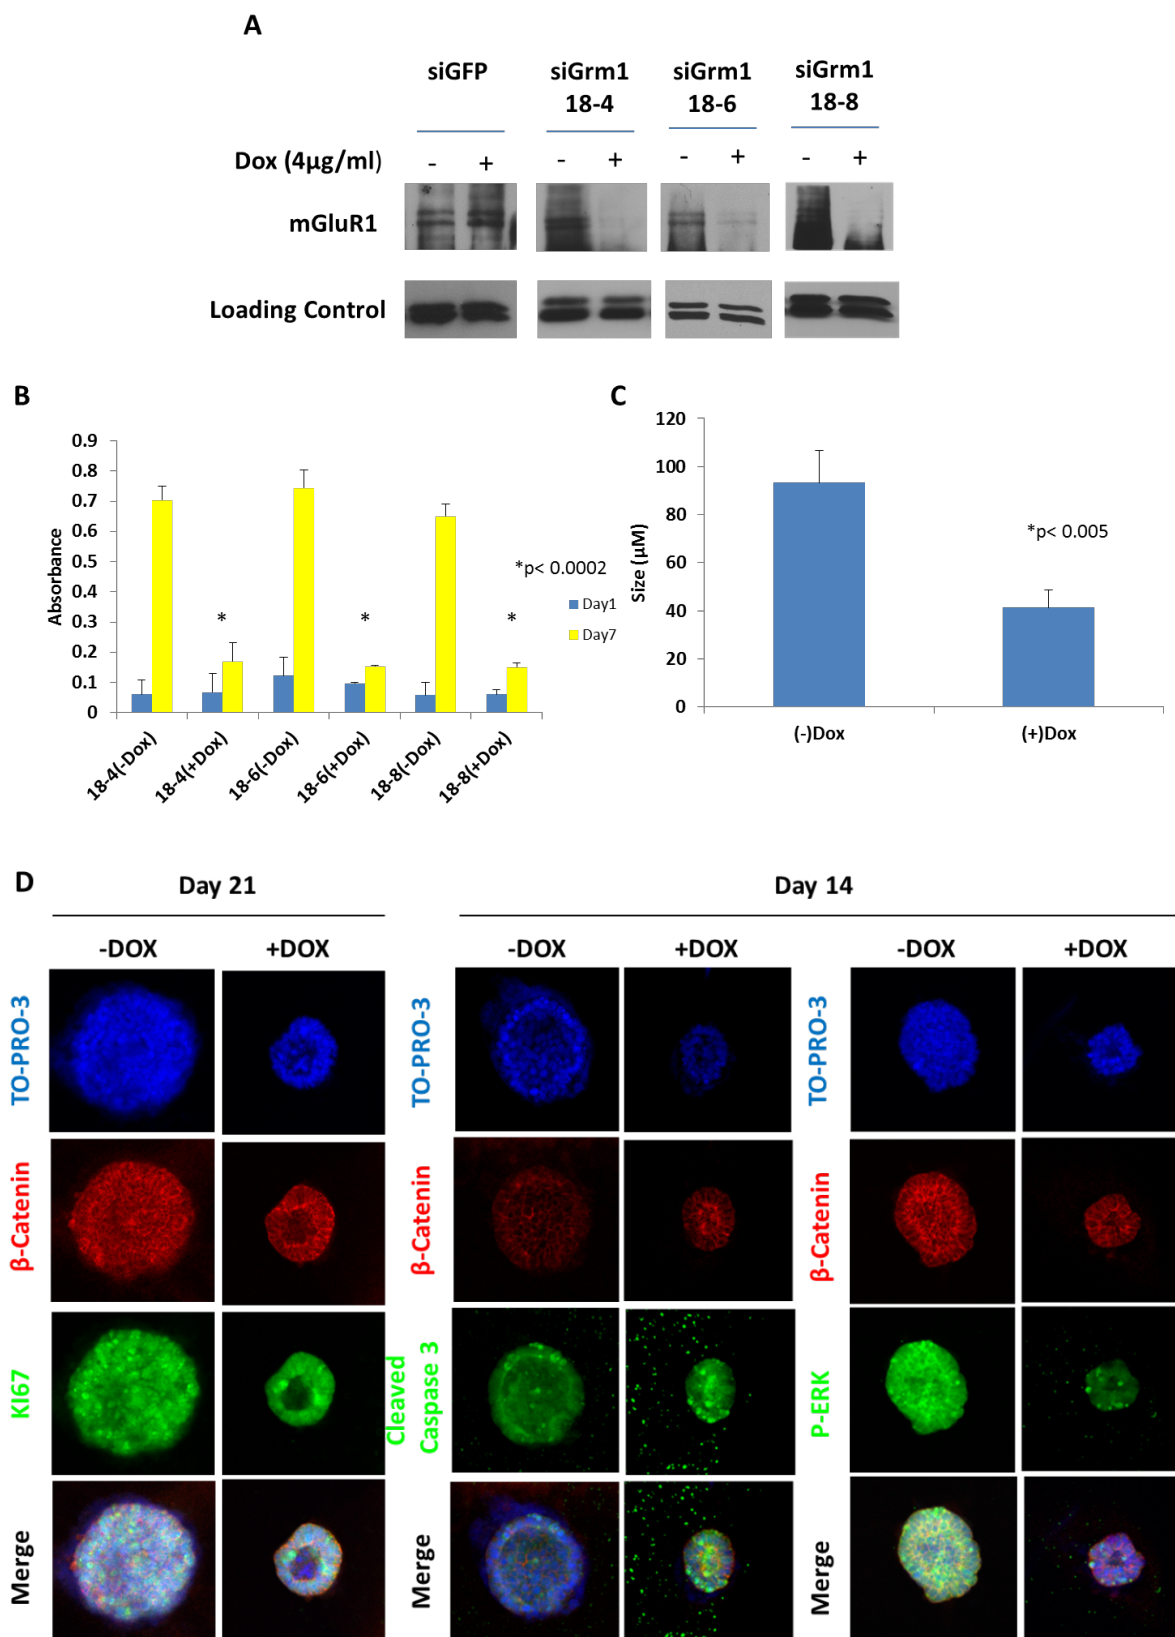 A
siGFP
siGrm1
18-4
siGrm1
18-6
siGrm1
18-8
Dox (4µg/ml) - + - + - + - +
mGluR1
Loading Control
B
Absorbance
0.9
0.8
0.7
0.6
0.5
0.4
0.3
0.2
0.1
0
* * *
*p< 0.0002
Day1
Day7
18-4(-Dox)
18-4(+Dox)
18-6(-Dox)
18-6(+Dox)
18-8(-Dox)
18-8(+Dox)
C
Size (µM)
120
100
80
60
40
20
0
*p< 0.005
(-)Dox
(+)Dox
D
Day 21
Day 14
-DOX +DOX -DOX +DOX -DOX +DOX
TO-PRO-3
β-Catenin
KI67
Merge
TO-PRO-3
β-Catenin
Cleaved
Caspase 3
Merge
TO-PRO-3
β-Catenin
P-ERK
Merge